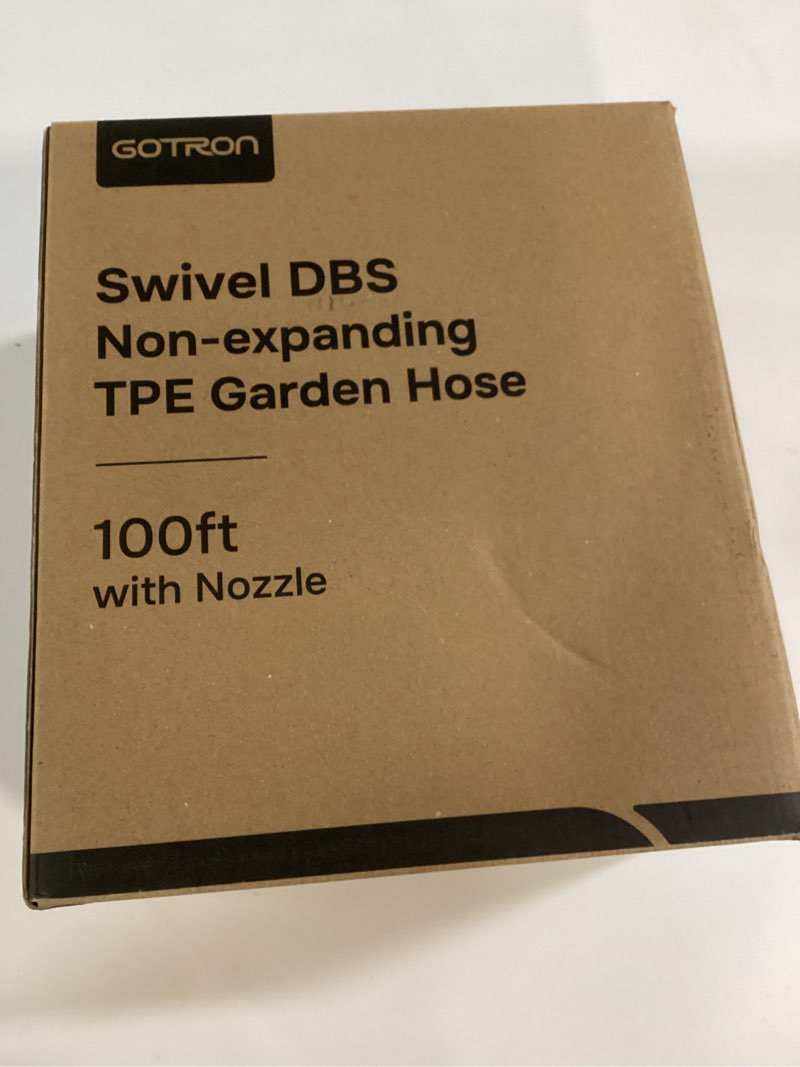 GOTRON
Swivel DBS
Non-expanding
TPE Garden Hose
100ft
with Nozzle